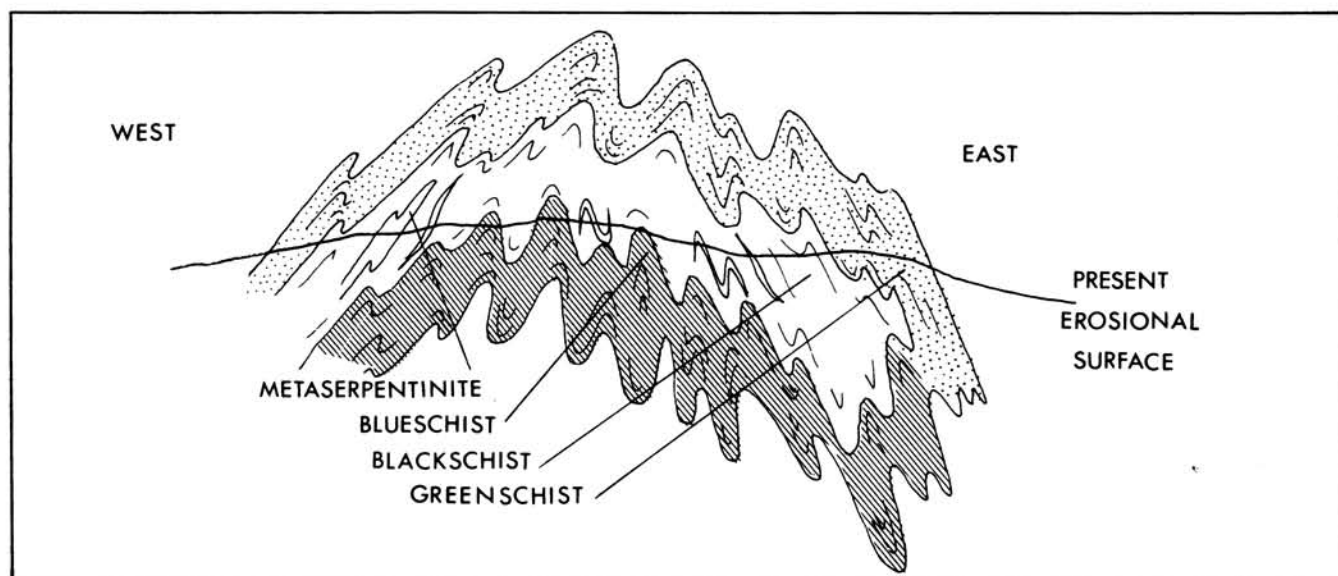 WEST
EAST
PRESENT
EROSIONAL
SURFACE
METASERPENTINITE
BLUESCHIST
BLACKSCHIST
GREENSCHIST